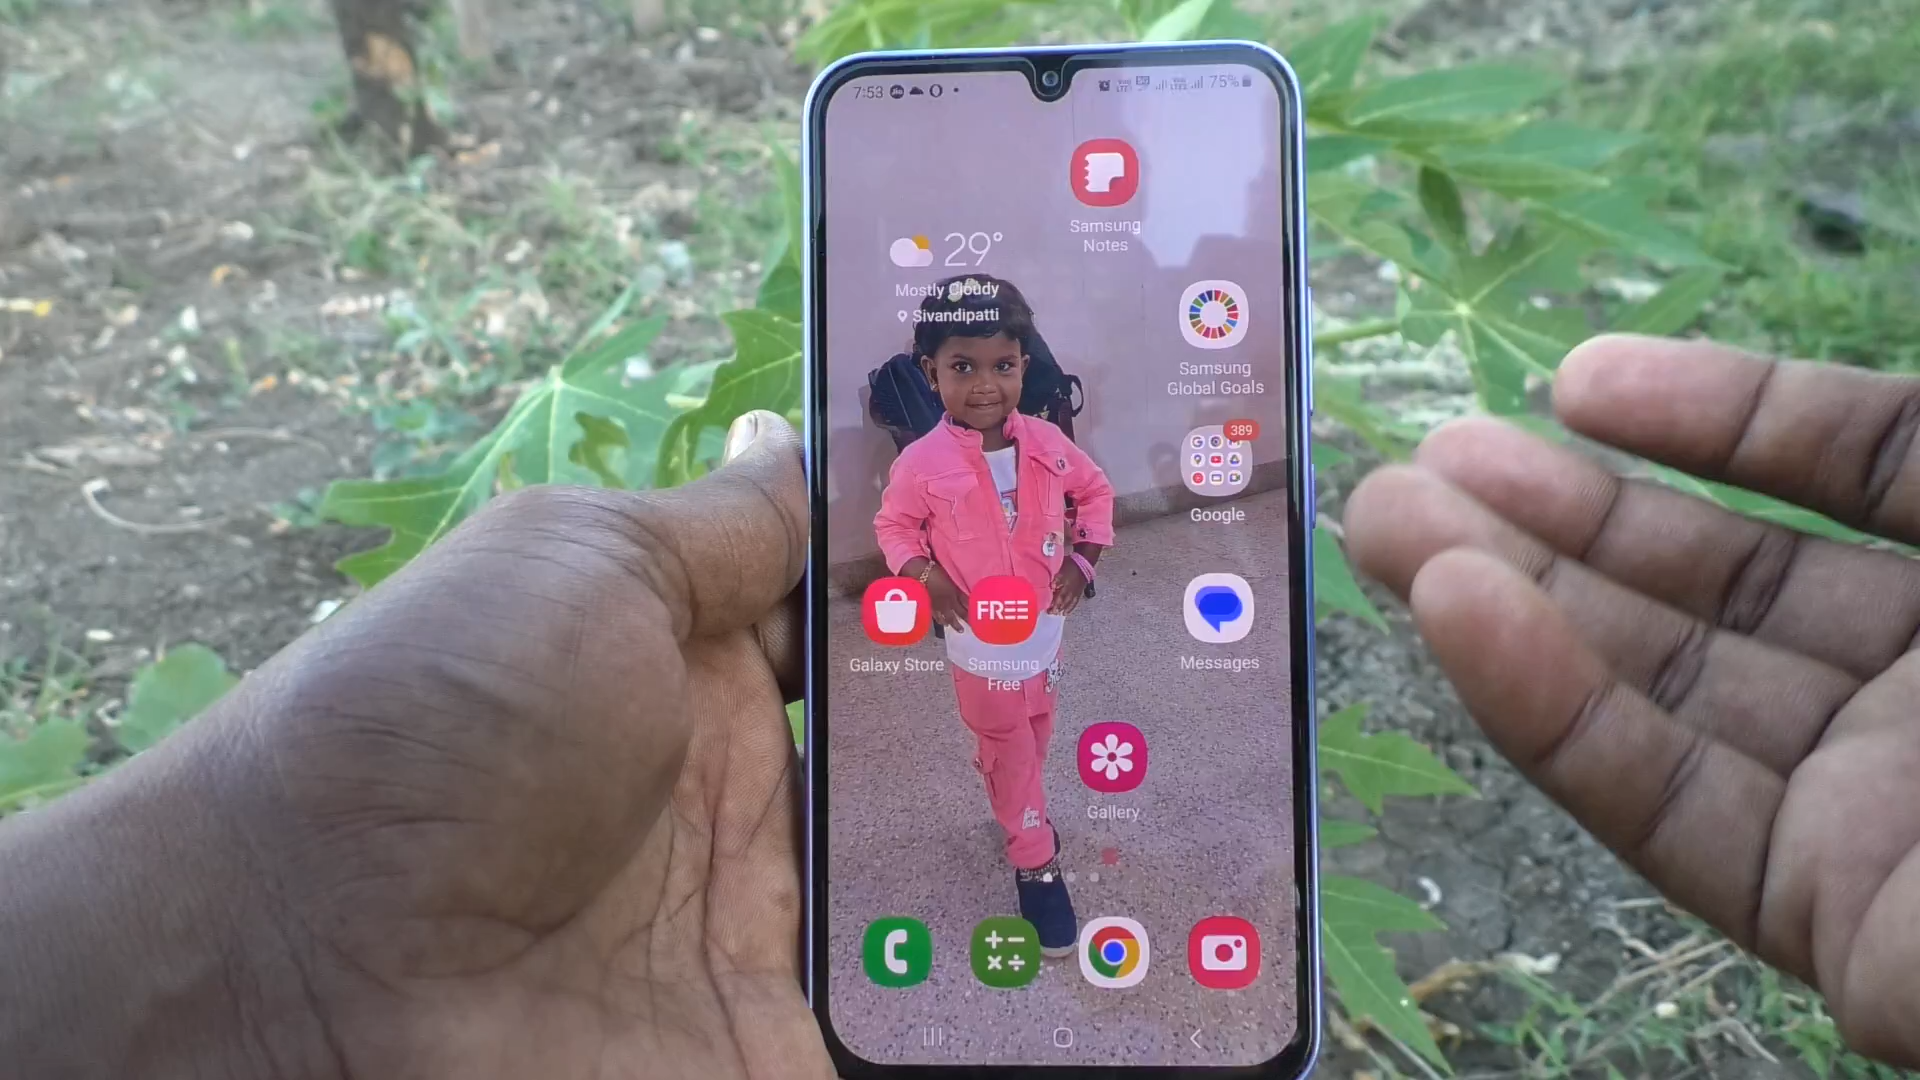 7:53
75%
Samsung
Notes
29°
Mostly Cloudy
Sivandipatti
Samsung
Global Goals
389
Google
FREE
Galaxy Store
Samsung
Free
Messages
Gallery